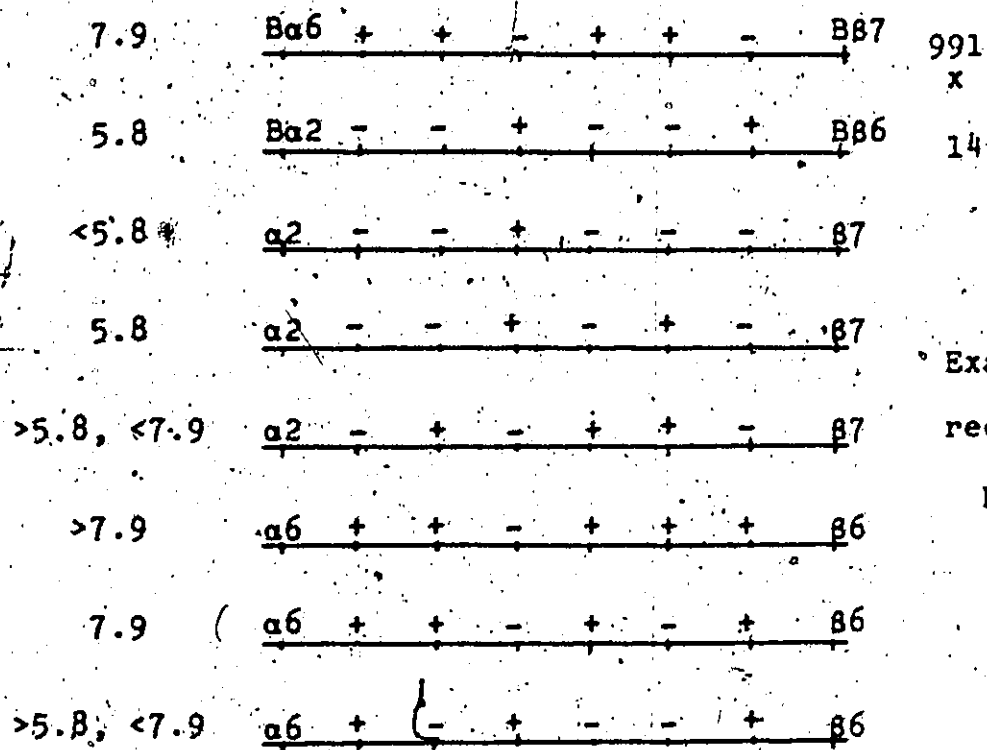 7.9 Bα6 + + - + + - Bβ7 991
x
5.8 Bα2 - - + - - + Bβ6 14
<5.8 α2 - - + - - - β7
5.8 α2 - - + - + - β7
Exa
>5.8, <7.9 α2 - + - + + - β7 rec
>7.9 α6 + + - + + + β6
7.9 α6 + + - + - + β6
>5.8, <7.9 α6 + - + - - + β6